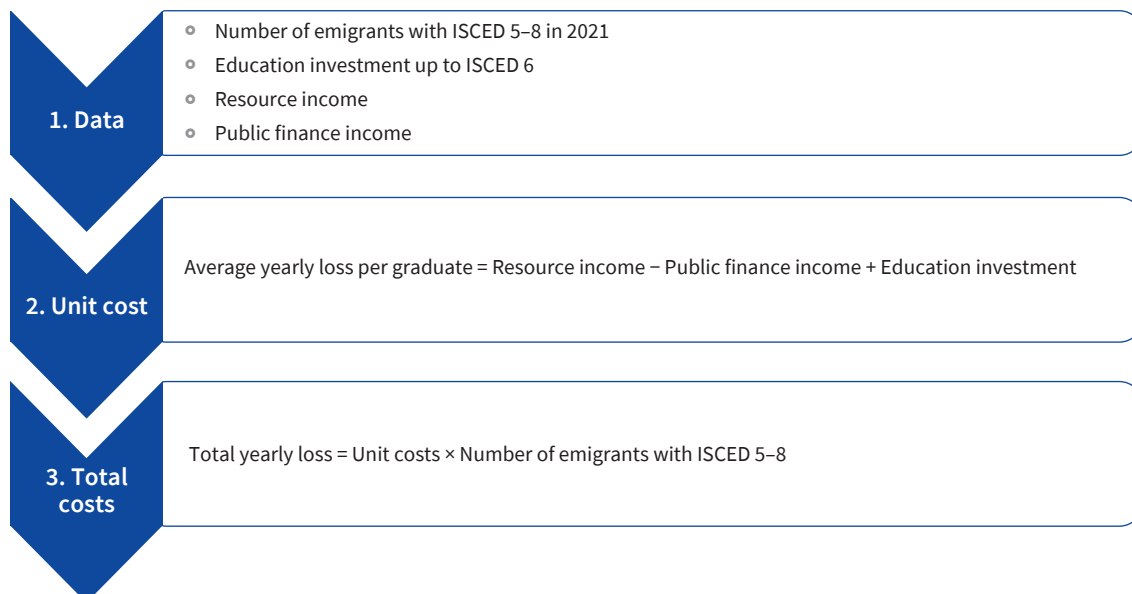 1. Data
Number of emigrants with ISCED 5–8 in 2021
Education investment up to ISCED 6
Resource income
Public finance income
2. Unit cost
Average yearly loss per graduate = Resource income − Public finance income + Education investment
3. Total
costs
Total yearly loss = Unit costs × Number of emigrants with ISCED 5–8